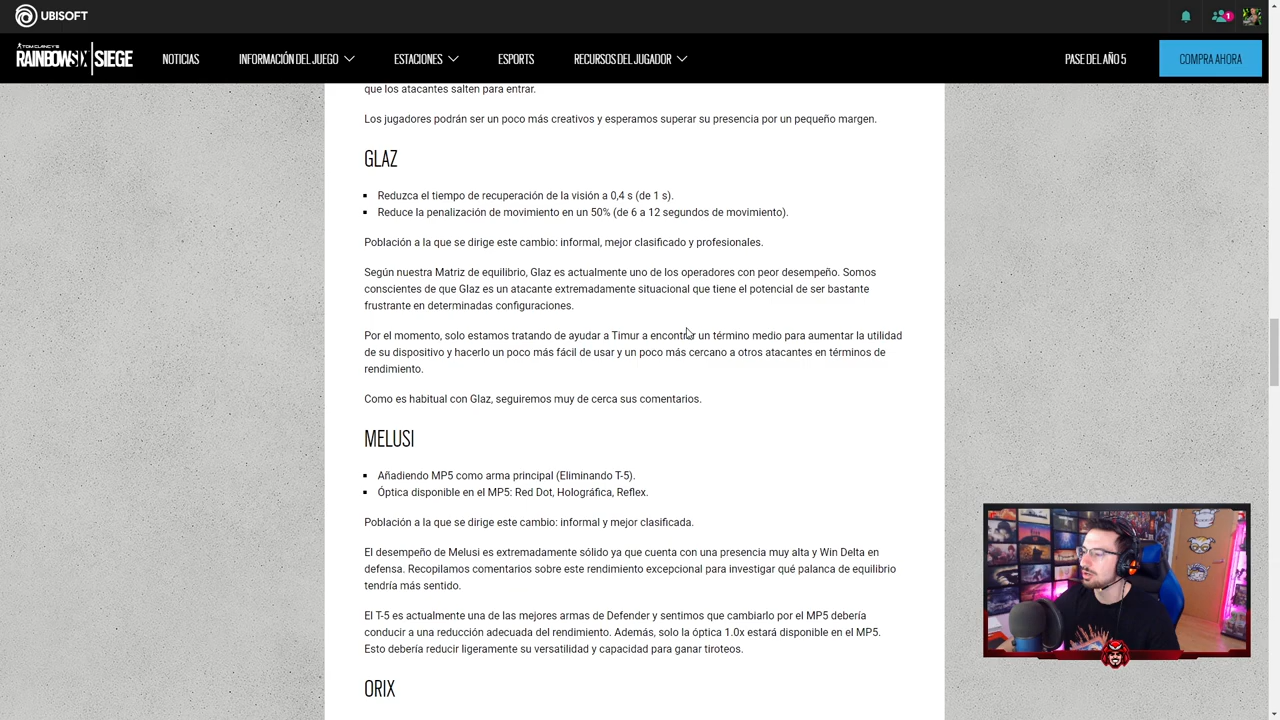 UBISOFT
1
TOM CLANCY'S
RAINBOWSIX SIEGE
NOTICIAS
INFORMACIÓN DEL JUEGO
ESTACIONES
ESPORTS
RECURSOS DEL JUGADOR
PASE DEL AÑO 5
COMPRA AHORA
que los atacantes salten para entrar.
Los jugadores podrán ser un poco más creativos y esperamos superar su presencia por un pequeño margen.
GLAZ
Reduzca el tiempo de recuperación de la visión a 0,4 s (de 1 s).
Reduce la penalización de movimiento en un 50% (de 6 a 12 segundos de movimiento).
Población a la que se dirige este cambio: informal, mejor clasificado y profesionales.
Según nuestra Matriz de equilibrio, Glaz es actualmente uno de los operadores con peor desempeño. Somos
conscientes de que Glaz es un atacante extremadamente situacional que tiene el potencial de ser bastante
frustrante en determinadas configuraciones.
Por el momento, solo estamos tratando de ayudar a Timur a encontrar un término medio para aumentar la utilidad
de su dispositivo y hacerlo un poco más fácil de usar y un poco más cercano a otros atacantes en términos de
rendimiento.
Como es habitual con Glaz, seguiremos muy de cerca sus comentarios.
MELUSI
Añadiendo MP5 como arma principal (Eliminando T-5).
Óptica disponible en el MP5: Red Dot, Holográfica, Reflex.
Población a la que se dirige este cambio: informal y mejor clasificada.
El desempeño de Melusi es extremadamente sólido ya que cuenta con una presencia muy alta y Win Delta en
defensa. Recopilamos comentarios sobre este rendimiento excepcional para investigar qué palanca de equilibrio
tendría más sentido.
El T-5 es actualmente una de las mejores armas de Defender y sentimos que cambiarlo por el MP5 debería
conducir a una reducción adecuada del rendimiento. Además, solo la óptica 1.0x estará disponible en el MP5.
Esto debería reducir ligeramente su versatilidad y capacidad para ganar tiroteos.
ORIX